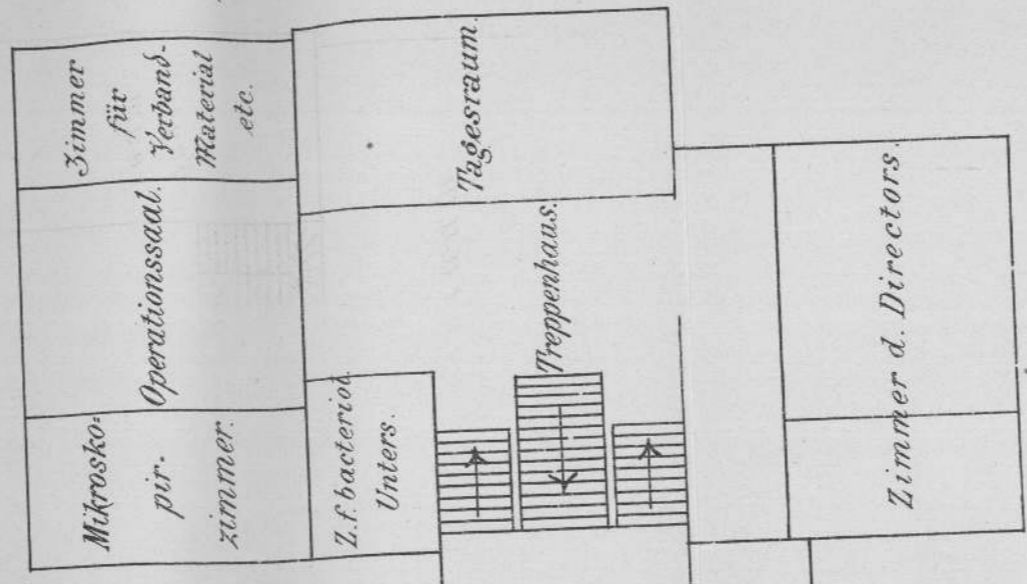 Zimmer
für
Verband-
Material
etc.
Operationssaal.
Mikrosko-
pir-
zimmer.
Tagesraum.
Treppenhaus.
Z.f. bacteriol.
Unters.
Zimmer d. Directors.